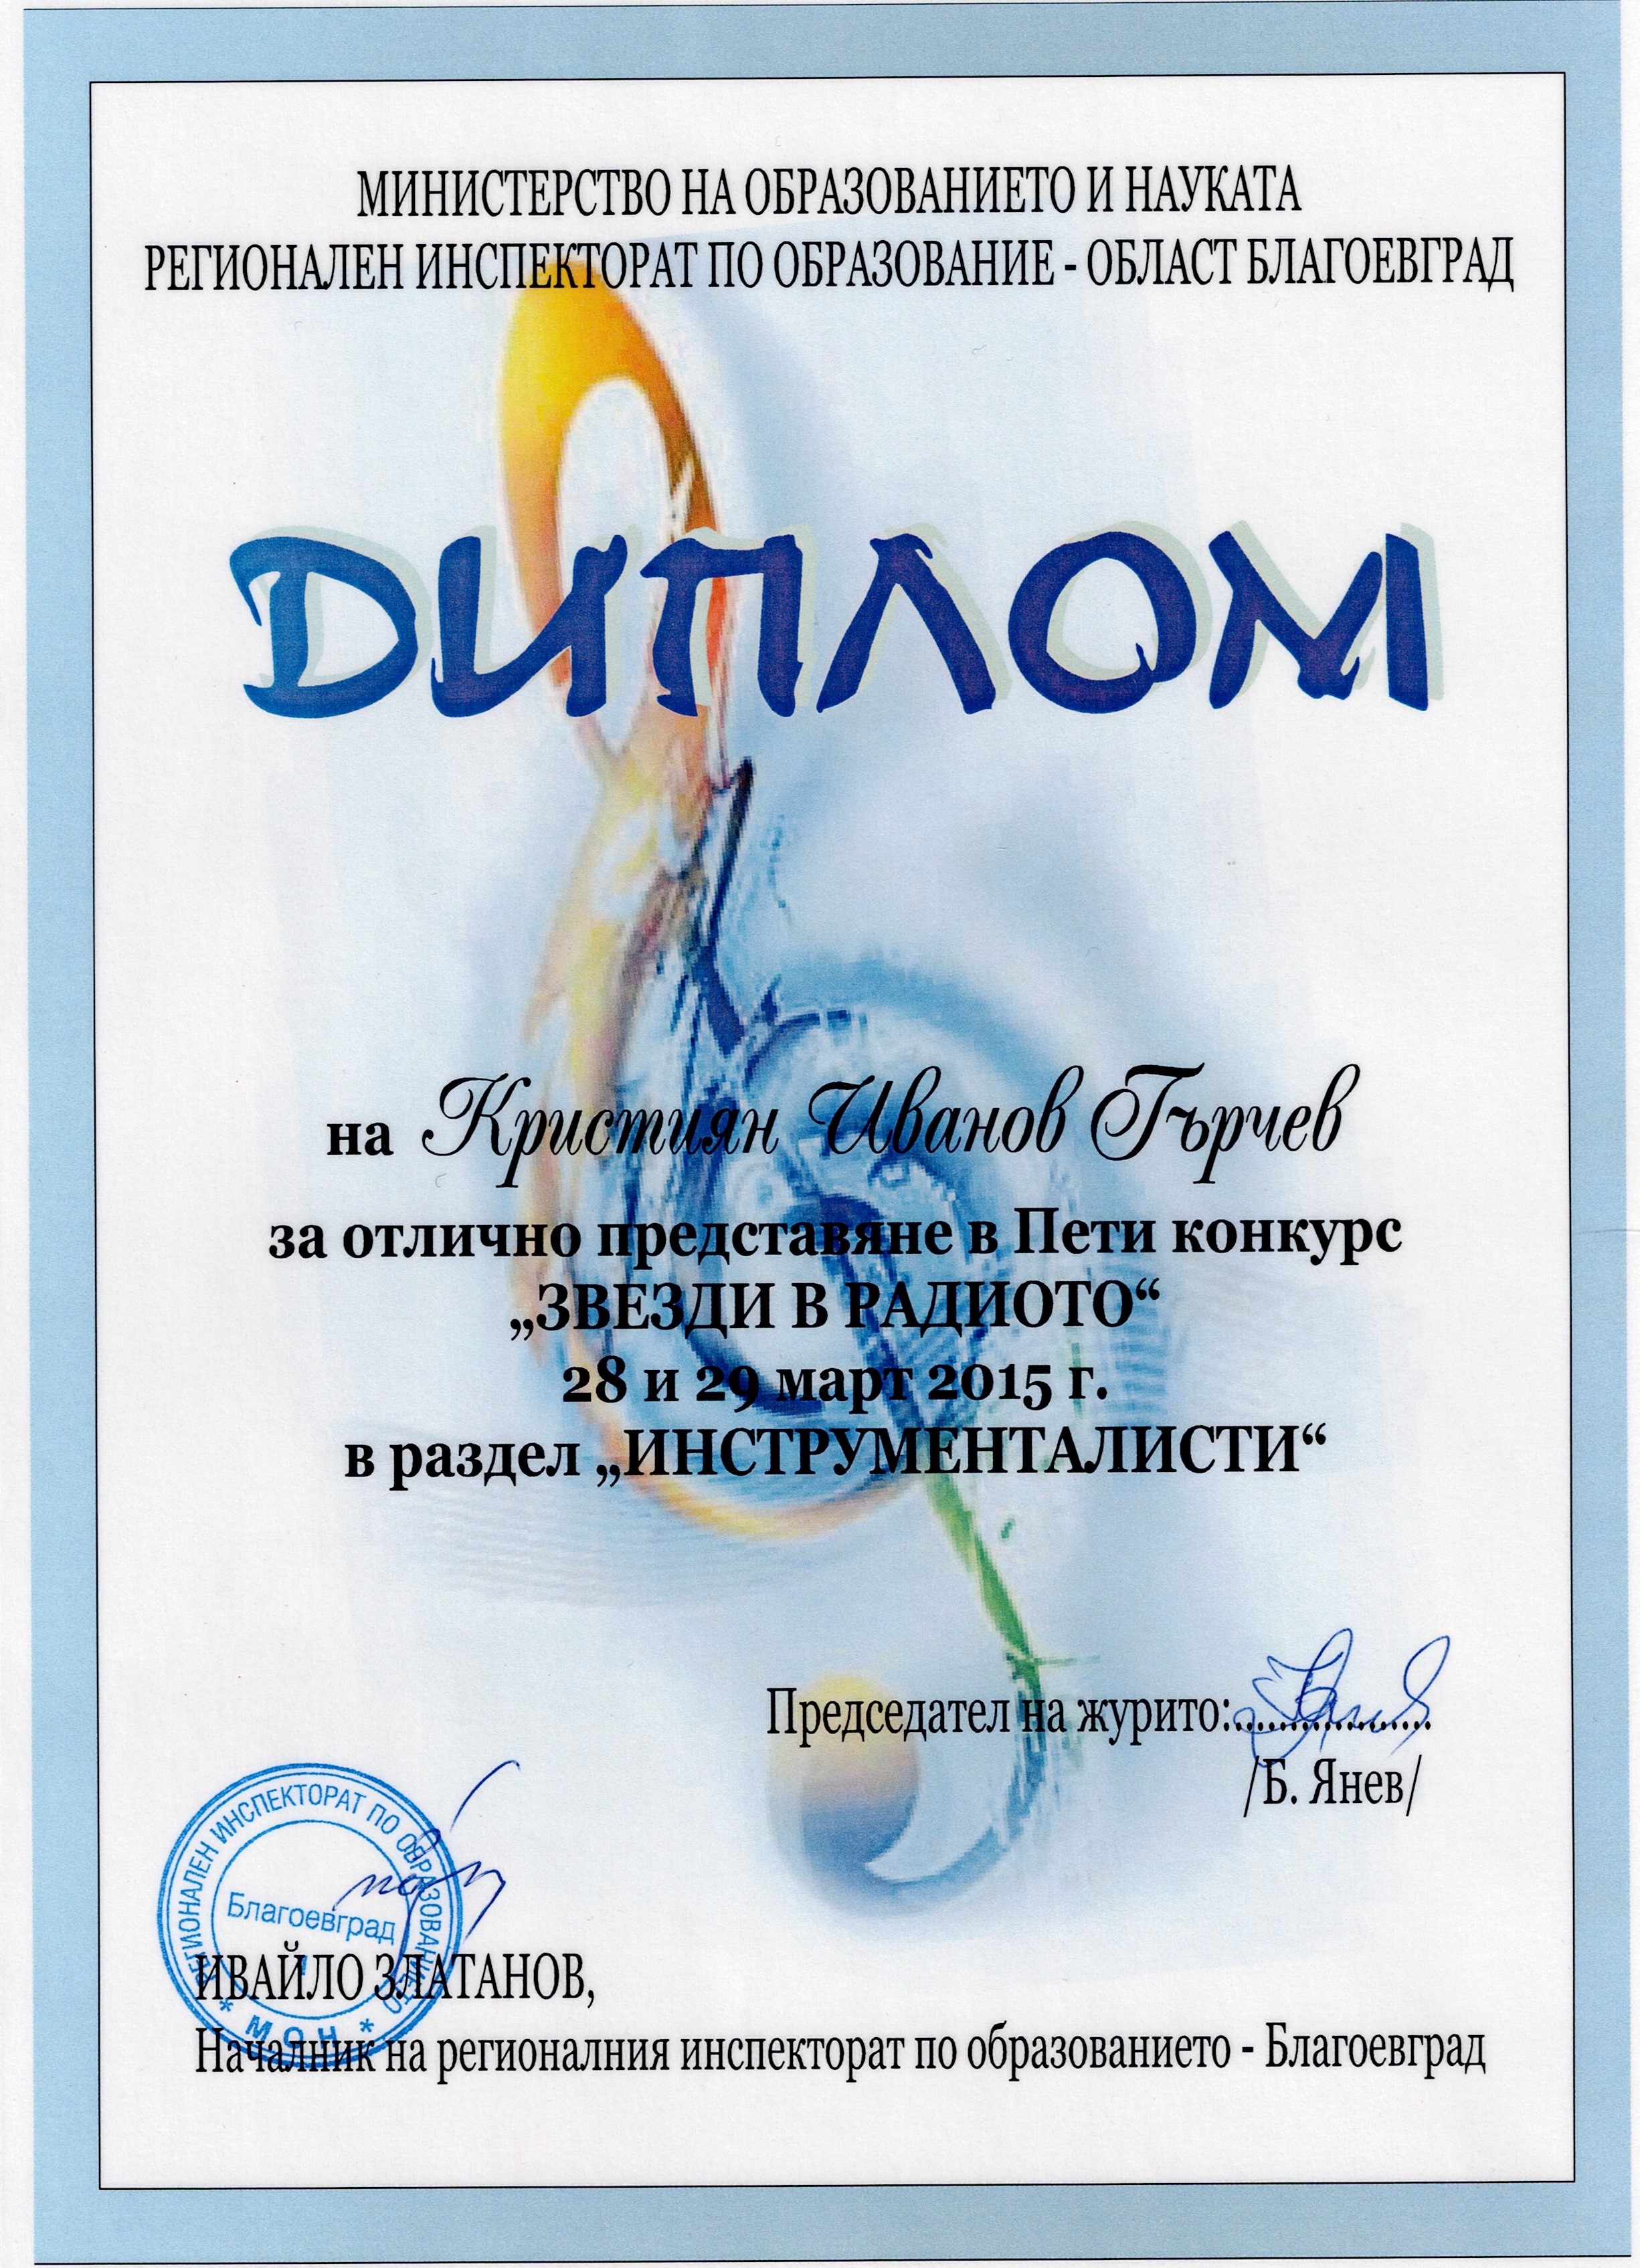 МИНИСТЕРСТВО НА ОБРАЗОВАНИЕТО И НАУКАТА
РЕГИОНАЛЕН ИНСПЕКТОРАТ ПО ОБРАЗОВАНИЕ - ОБЛАСТ БЛАГОЕВГРАД
ДИПЛОМ
на Кристиян Иванов Гърчев
за отлично представяне в Пети конкурс
„ЗВЕЗДИ В РАДИОТО“
28 и 29 март 2015 г.
в раздел „ИНСТРУМЕНТАЛИСТИ“
Председател на журито:...................
/Б. Янев/
РЕГИОНАЛЕН ИНСПЕКТОРАТ ПО ОБРАЗОВАНИЕТО
Благоевград
* МОН *
ИВАЙЛО ЗЛАТАНОВ,
Началник на регионалния инспекторат по образованието - Благоевград